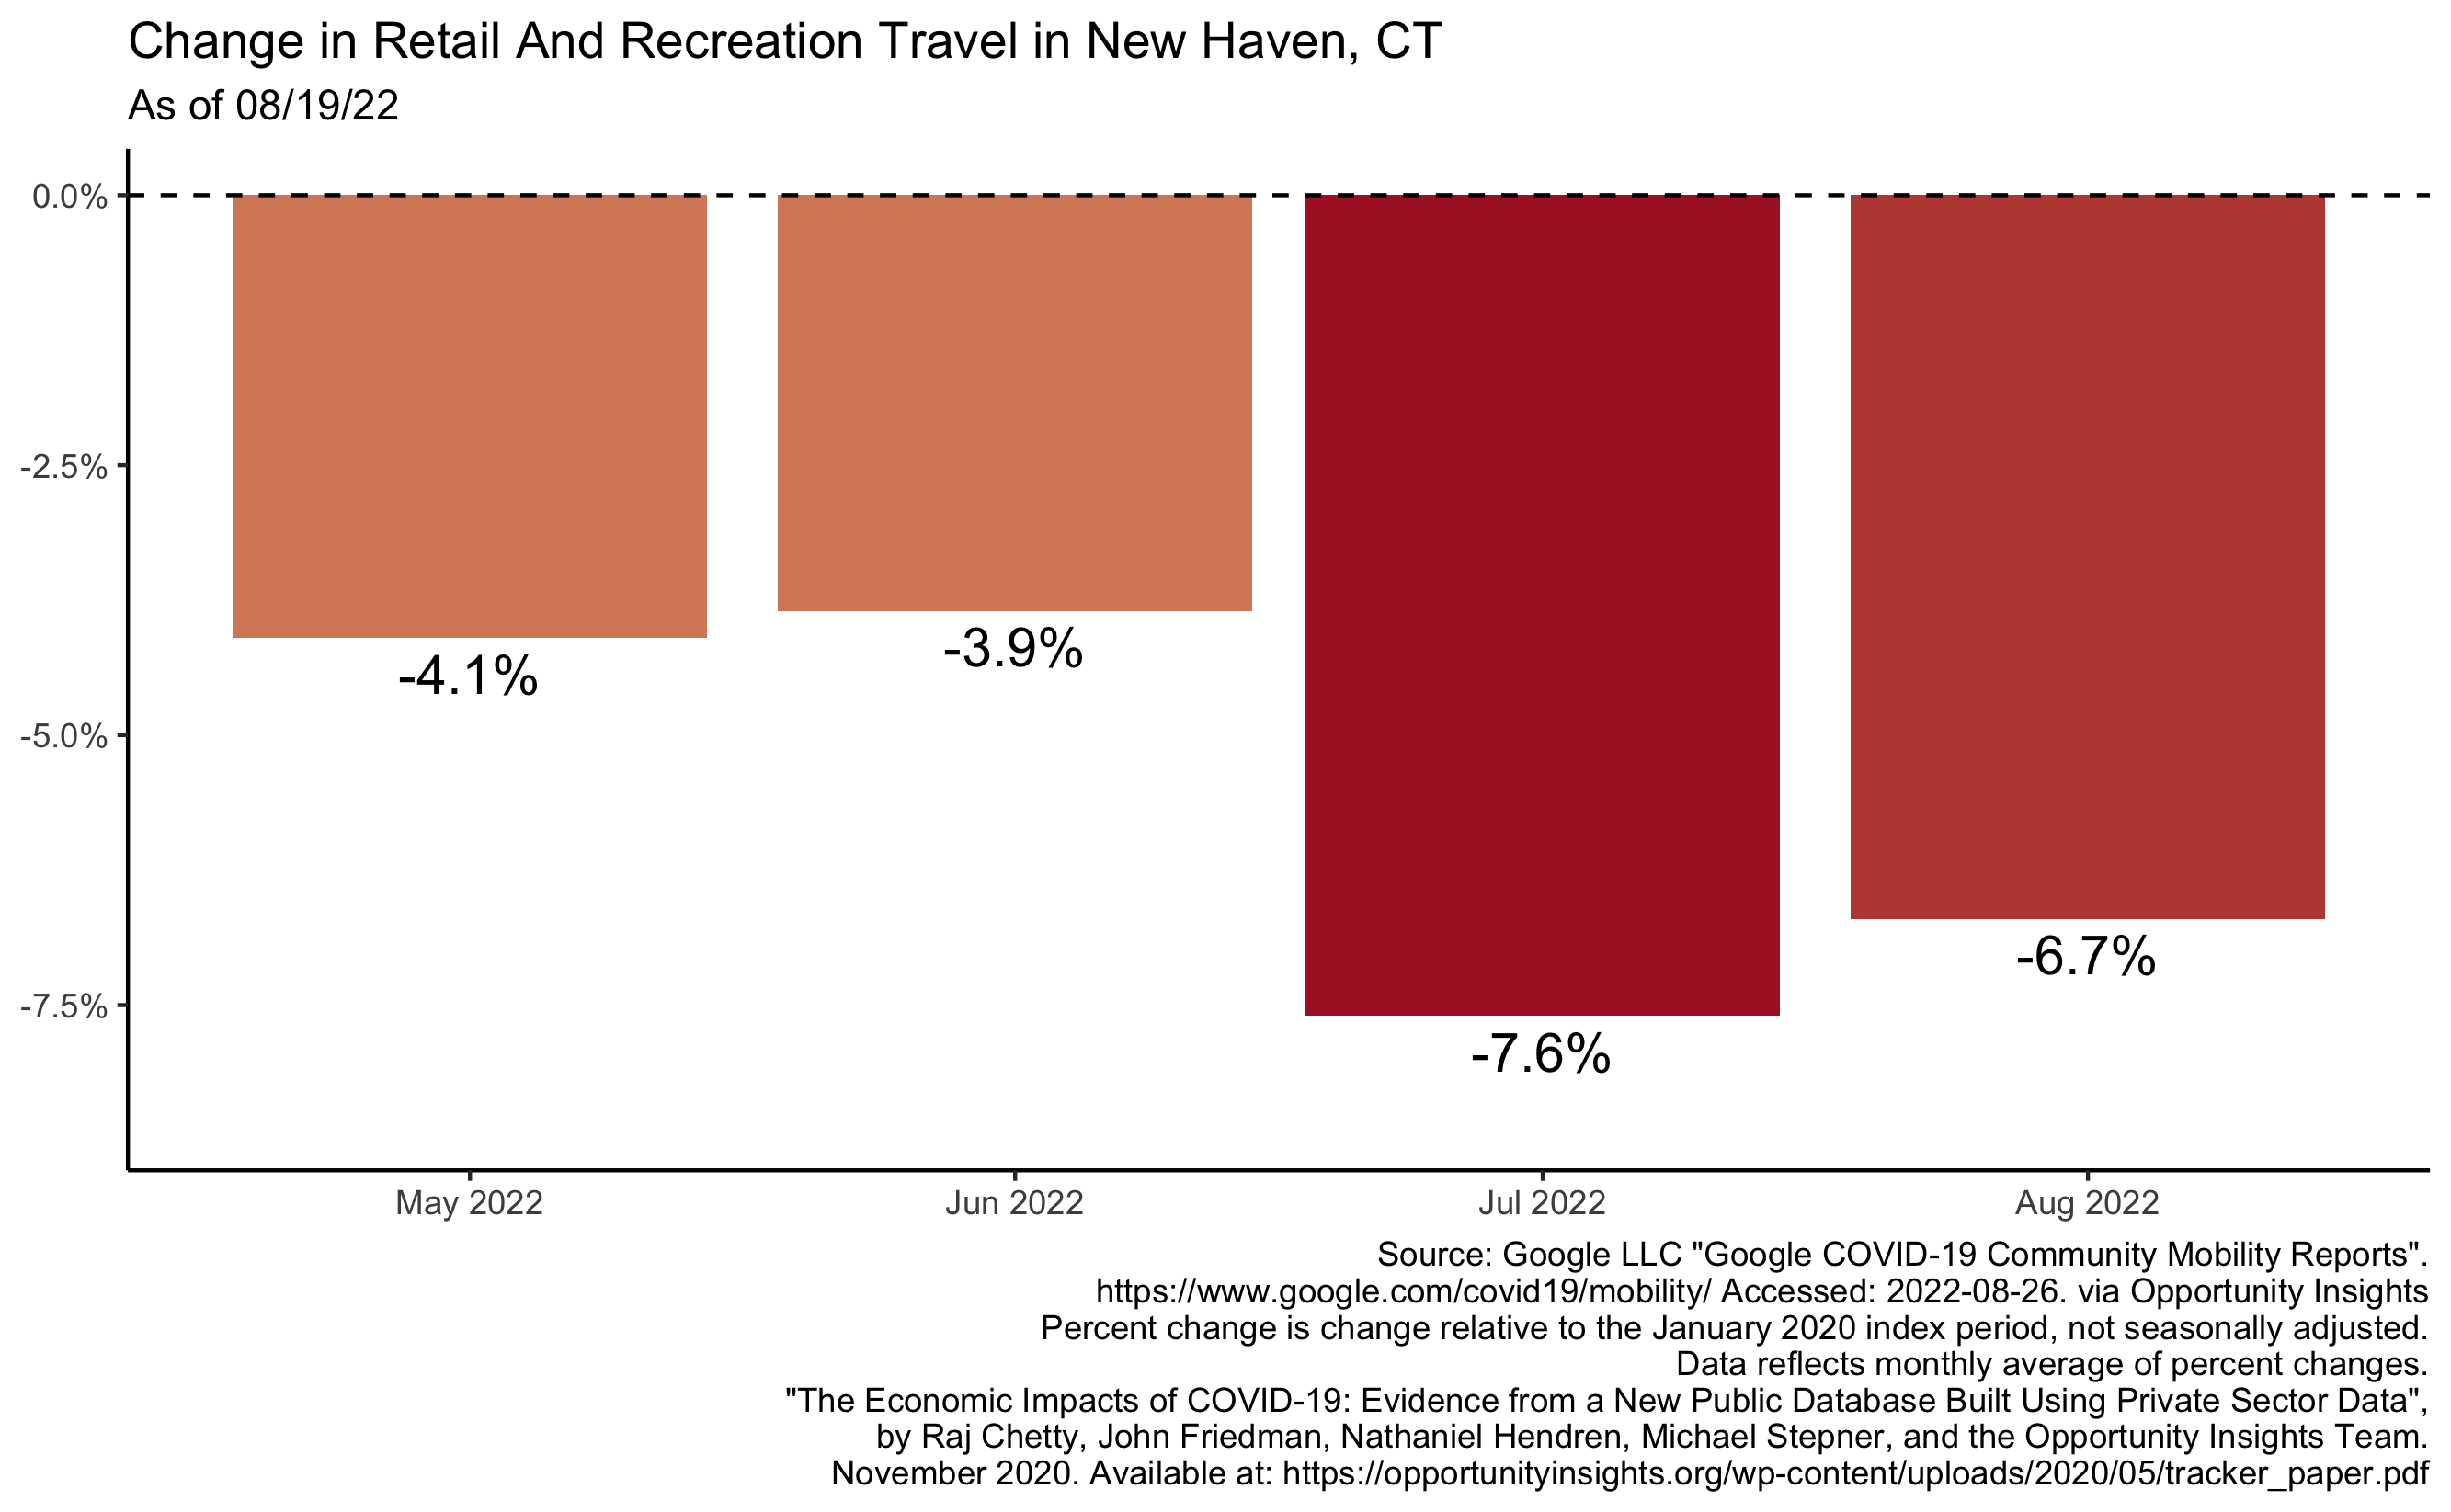 Change in Retail And Recreation Travel in New Haven, CT
As of 08/19/22
0.0%
-2.5%
-5.0%
-7.5%
-4.1%
-3.9%
-7.6%
-6.7%
May 2022
Jun 2022
Jul 2022
Aug 2022
Source: Google LLC "Google COVID-19 Community Mobility Reports".
https://www.google.com/covid19/mobility/ Accessed: 2022-08-26. via Opportunity Insights
Percent change is change relative to the January 2020 index period, not seasonally adjusted.
Data reflects monthly average of percent changes.
"The Economic Impacts of COVID-19: Evidence from a New Public Database Built Using Private Sector Data",
by Raj Chetty, John Friedman, Nathaniel Hendren, Michael Stepner, and the Opportunity Insights Team.
November 2020. Available at: https://opportunityinsights.org/wp-content/uploads/2020/05/tracker_paper.pdf